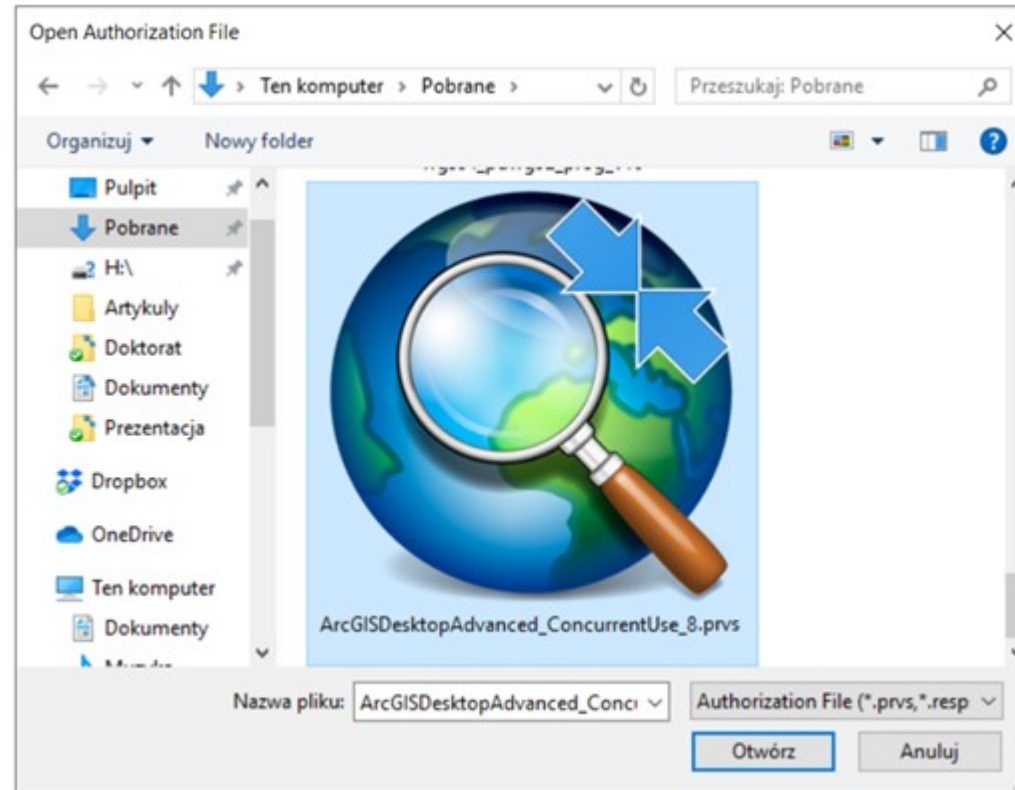 Open Authorization File
Ten komputer > Pobrane >
Przeszukaj: Pobrane
Organizuj
Nowy folder
Pulpit
Pobrane
H:\
Artykuly
Doktorat
Dokumenty
Prezentacja
Dropbox
OneDrive
Ten komputer
Dokumenty
ArcGISDesktopAdvanced_ConcurrentUse_8.prvs
Nazwa pliku:
ArcGISDesktopAdvanced_Concu
Authorization File (*.prvs,*.resp
Otwórz
Anuluj